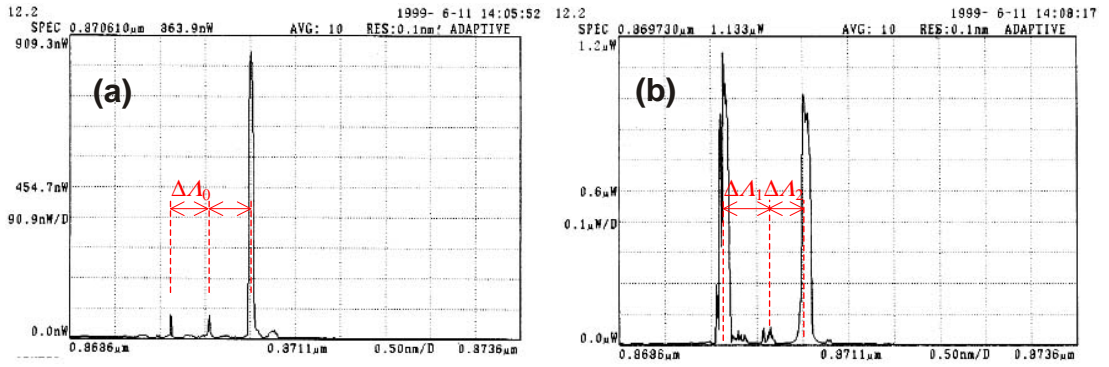 12.2
1999- 6-11 14:05:52
SPEC 0.870610µm 863.9nW AVG: 10 RES:0.1nm ADAPTIVE
909.3nW
(a)
454.7nW
ΔΛ0
90.9nW/D
0.0nW
0.8686µm 0.8711µm 0.50nm/D 0.8736µm
12.2
1999- 6-11 14:08:17
SPEC 0.869730µm 1.133µW AVG: 10 RES:0.1nm ADAPTIVE
1.2µW
(b)
0.6µW
ΔΛ1 ΔΛ2
0.1µW/D
0.0µW
0.8686µm 0.8711µm 0.50nm/D 0.8736µm